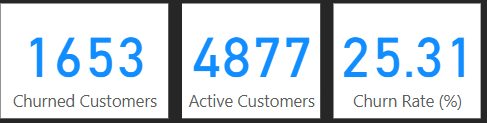 1653 4877 25.31
Churned Customers Active Customers Churn Rate (%)